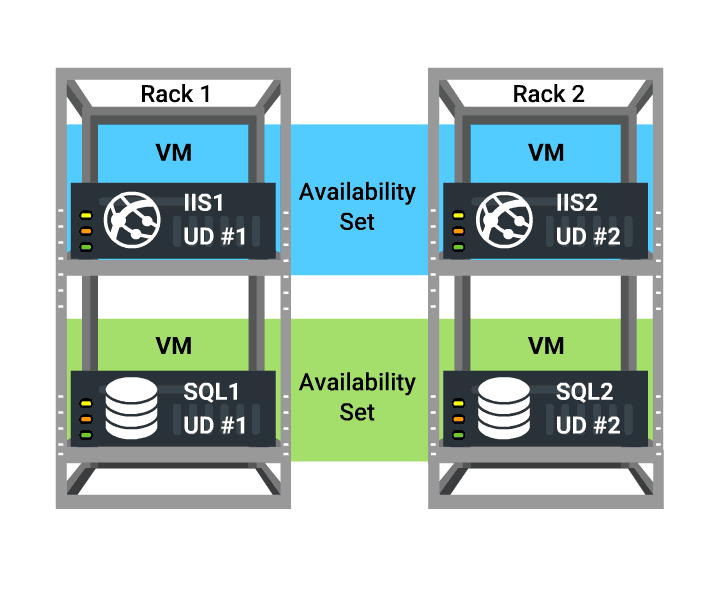 Rack 1
Rack 2
VM
VM
IIS1
UD #1
Availability
Set
IIS2
UD #2
VM
VM
SQL1
UD #1
Availability
Set
SQL2
UD #2